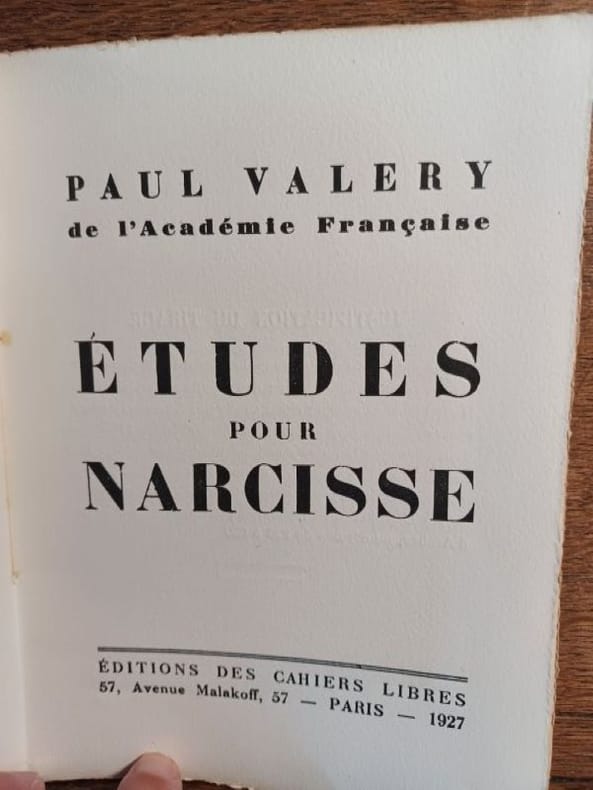 PAUL VALERY
de l'Académie Française
ÉTUDES
POUR
NARCISSE
ÉDITIONS DES CAHIERS LIBRES
57, Avenue Malakoff, 57 — PARIS — 1927